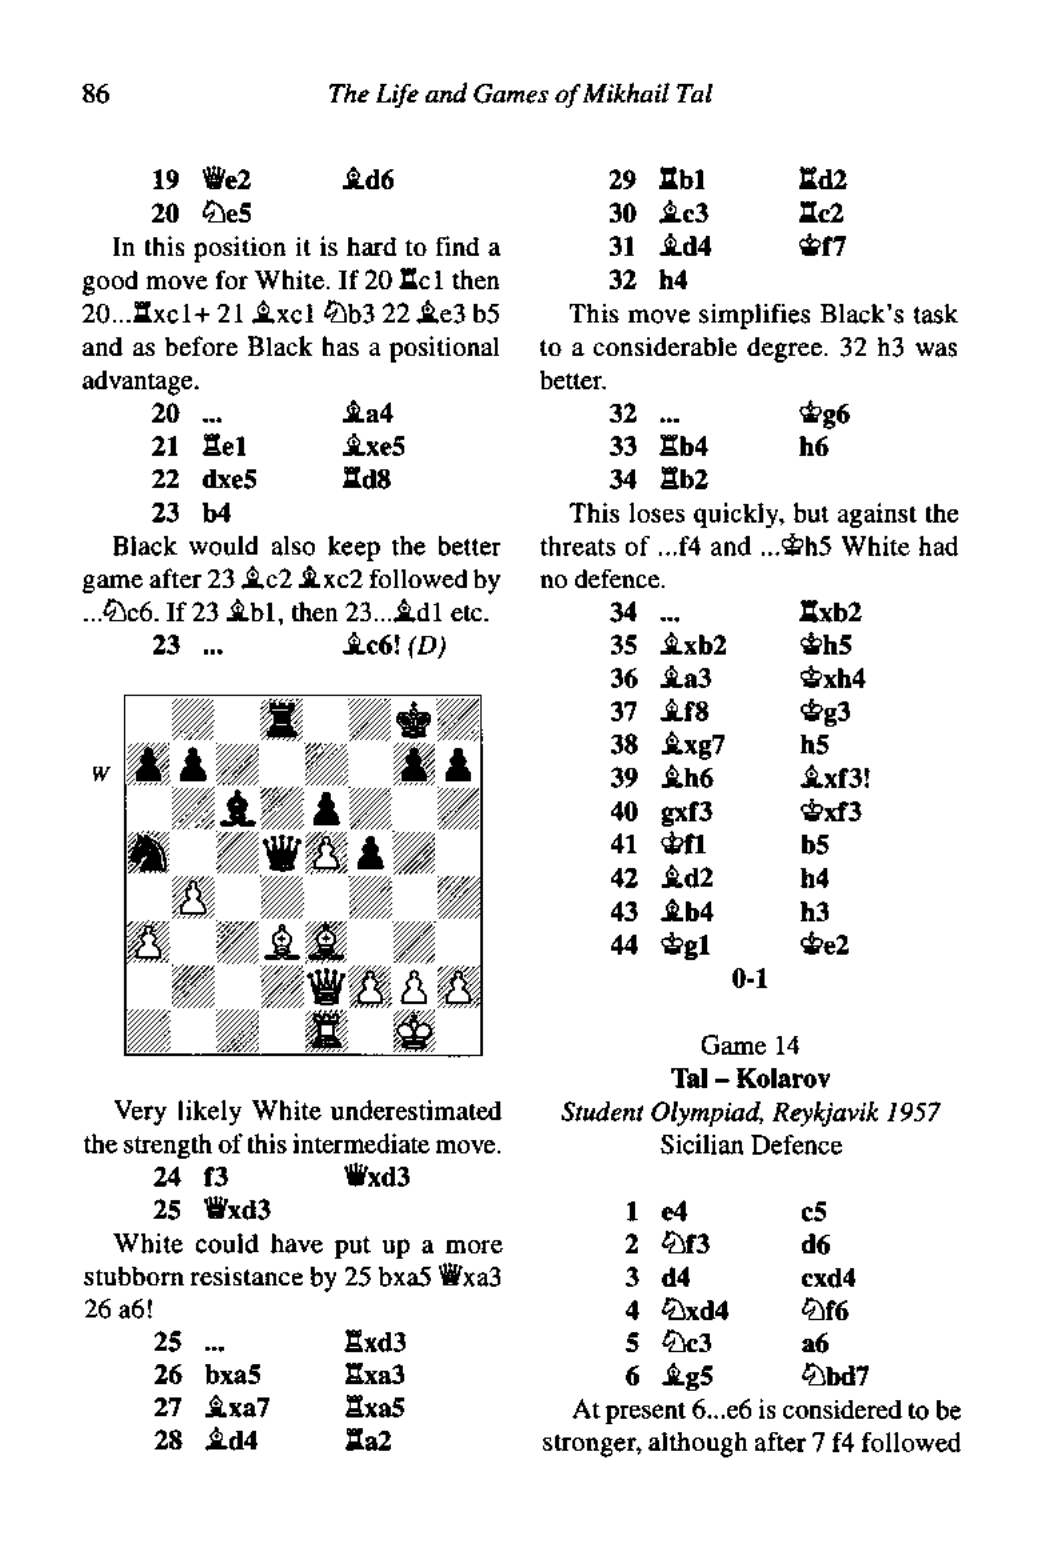 86
The Life and Games of Mikhail Tal
19 ♕e2 ♗d6
20 ♘e5
In this position it is hard to find a
good move for White. If 20 ♖c1 then
20...♖xc1+ 21 ♗xc1 ♘b3 22 ♗e3 b5
and as before Black has a positional
advantage.
20 ... ♗a4
21 ♖e1 ♗xe5
22 dxe5 ♖d8
23 b4
Black would also keep the better
game after 23 ♗c2 ♗xc2 followed by
...♘c6. If 23 ♗b1, then 23...♗d1 etc.
23 ... ♗c6! (D)
W
Very likely White underestimated
the strength of this intermediate move.
24 f3 ♕xd3
25 ♕xd3
White could have put up a more
stubborn resistance by 25 bxa5 ♕xa3
26 a6!
25 ... ♖xd3
26 bxa5 ♖xa3
27 ♗xa7 ♖xa5
28 ♗d4 ♖a2
29 ♖b1 ♖d2
30 ♗c3 ♖c2
31 ♗d4 ♔f7
32 h4
This move simplifies Black's task
to a considerable degree. 32 h3 was
better.
32 ... ♔g6
33 ♖b4 h6
34 ♖b2
This loses quickly, but against the
threats of ...f4 and ...♔h5 White had
no defence.
34 ... ♖xb2
35 ♗xb2 ♔h5
36 ♗a3 ♔xh4
37 ♗f8 ♔g3
38 ♗xg7 h5
39 ♗h6 ♗xf3!
40 gxf3 ♔xf3
41 ♔f1 b5
42 ♗d2 h4
43 ♗b4 h3
44 ♔g1 ♔e2
0-1
Game 14
Tal – Kolarov
Student Olympiad, Reykjavik 1957
Sicilian Defence
1 e4 c5
2 ♘f3 d6
3 d4 cxd4
4 ♘xd4 ♘f6
5 ♘c3 a6
6 ♗g5 ♘bd7
At present 6...e6 is considered to be
stronger, although after 7 f4 followed